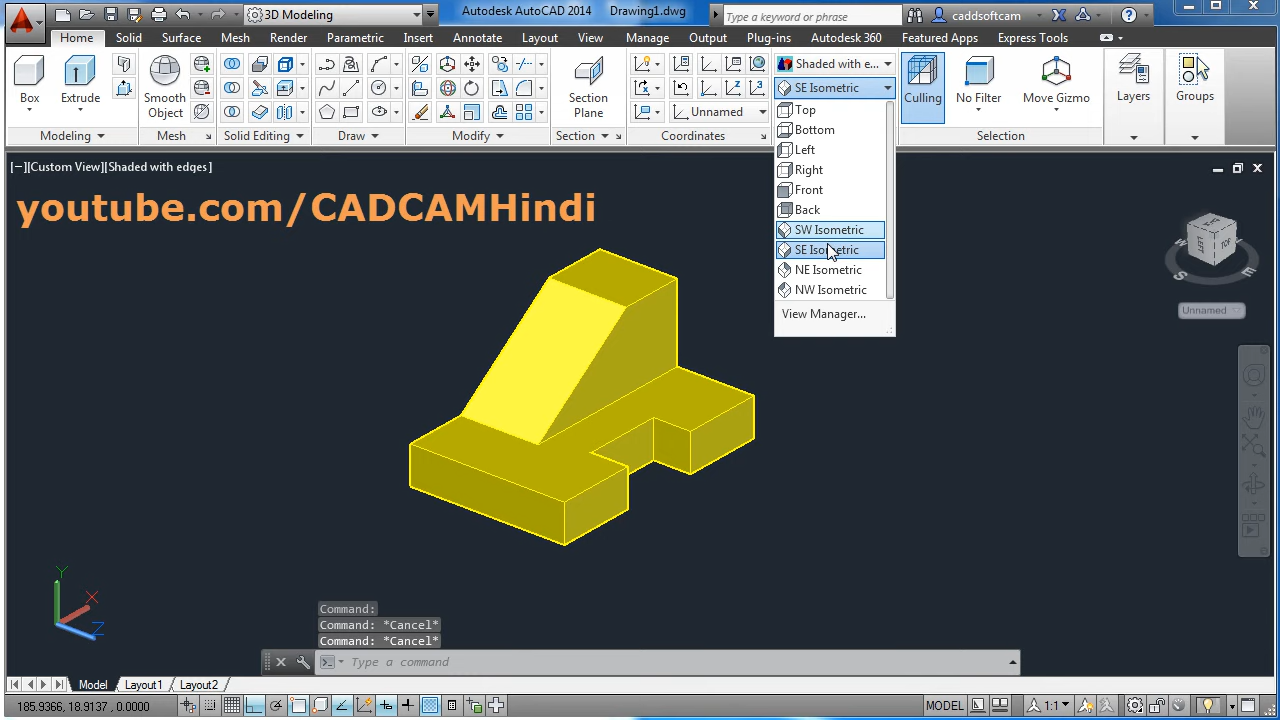 3D Modeling
Autodesk AutoCAD 2014 Drawing1.dwg
Type a keyword or phrase
caddsoftcam
Home Solid Surface Mesh Render Parametric Insert Annotate Layout View Manage Output Plug-ins Autodesk 360 Featured Apps Express Tools
Box
Extrude
Smooth
Object
Section
Plane
Unnamed
Shaded with e...
SE Isometric
Culling
No Filter
Move Gizmo
Layers
Groups
Modeling
Mesh
Solid Editing
Draw
Modify
Section
Coordinates
Selection
Top
Bottom
Left
Right
Front
Back
SW Isometric
SE Isometric
NE Isometric
NW Isometric
View Manager...
[−][Custom View][Shaded with edges]
youtube.com/CADCAMHindi
LEFT
TOP
W
S
E
Unnamed
Y
X
Z
Command:
Command: *Cancel*
Command: *Cancel*
Type a command
Model Layout1 Layout2
185.9366, 18.9137, 0.0000
MODEL
1:1